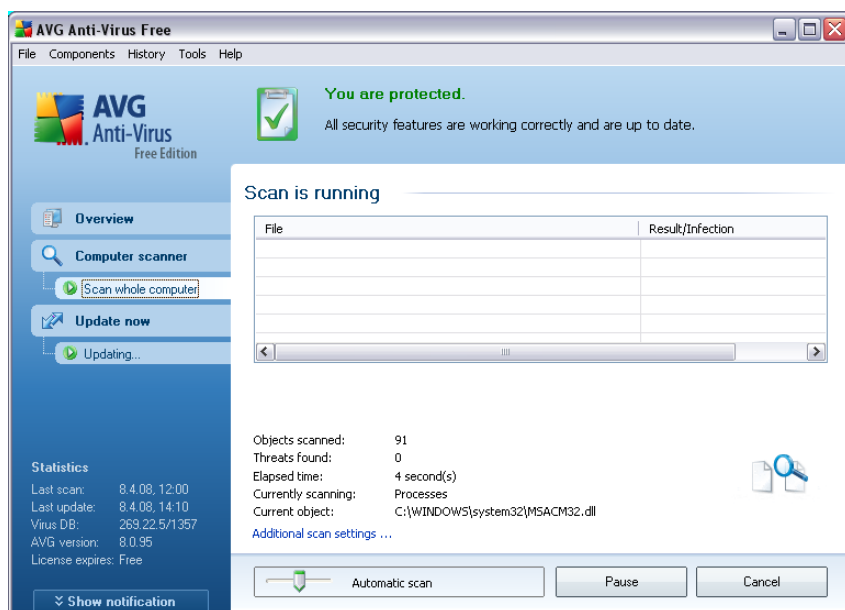 AVG Anti-Virus Free
File Components History Tools Help
AVG
Anti-Virus
Free Edition
You are protected.
All security features are working correctly and are up to date.
Overview
Computer scanner
Scan whole computer
Update now
Updating...
Statistics
Last scan: 8.4.08, 12:00
Last update: 8.4.08, 14:10
Virus DB: 269.22.5/1357
AVG version: 8.0.95
License expires: Free
Show notification
Scan is running
File Result/Infection
Objects scanned: 91
Threats found: 0
Elapsed time: 4 second(s)
Currently scanning: Processes
Current object: C:\WINDOWS\system32\MSACM32.dll
Additional scan settings ...
Automatic scan Pause Cancel